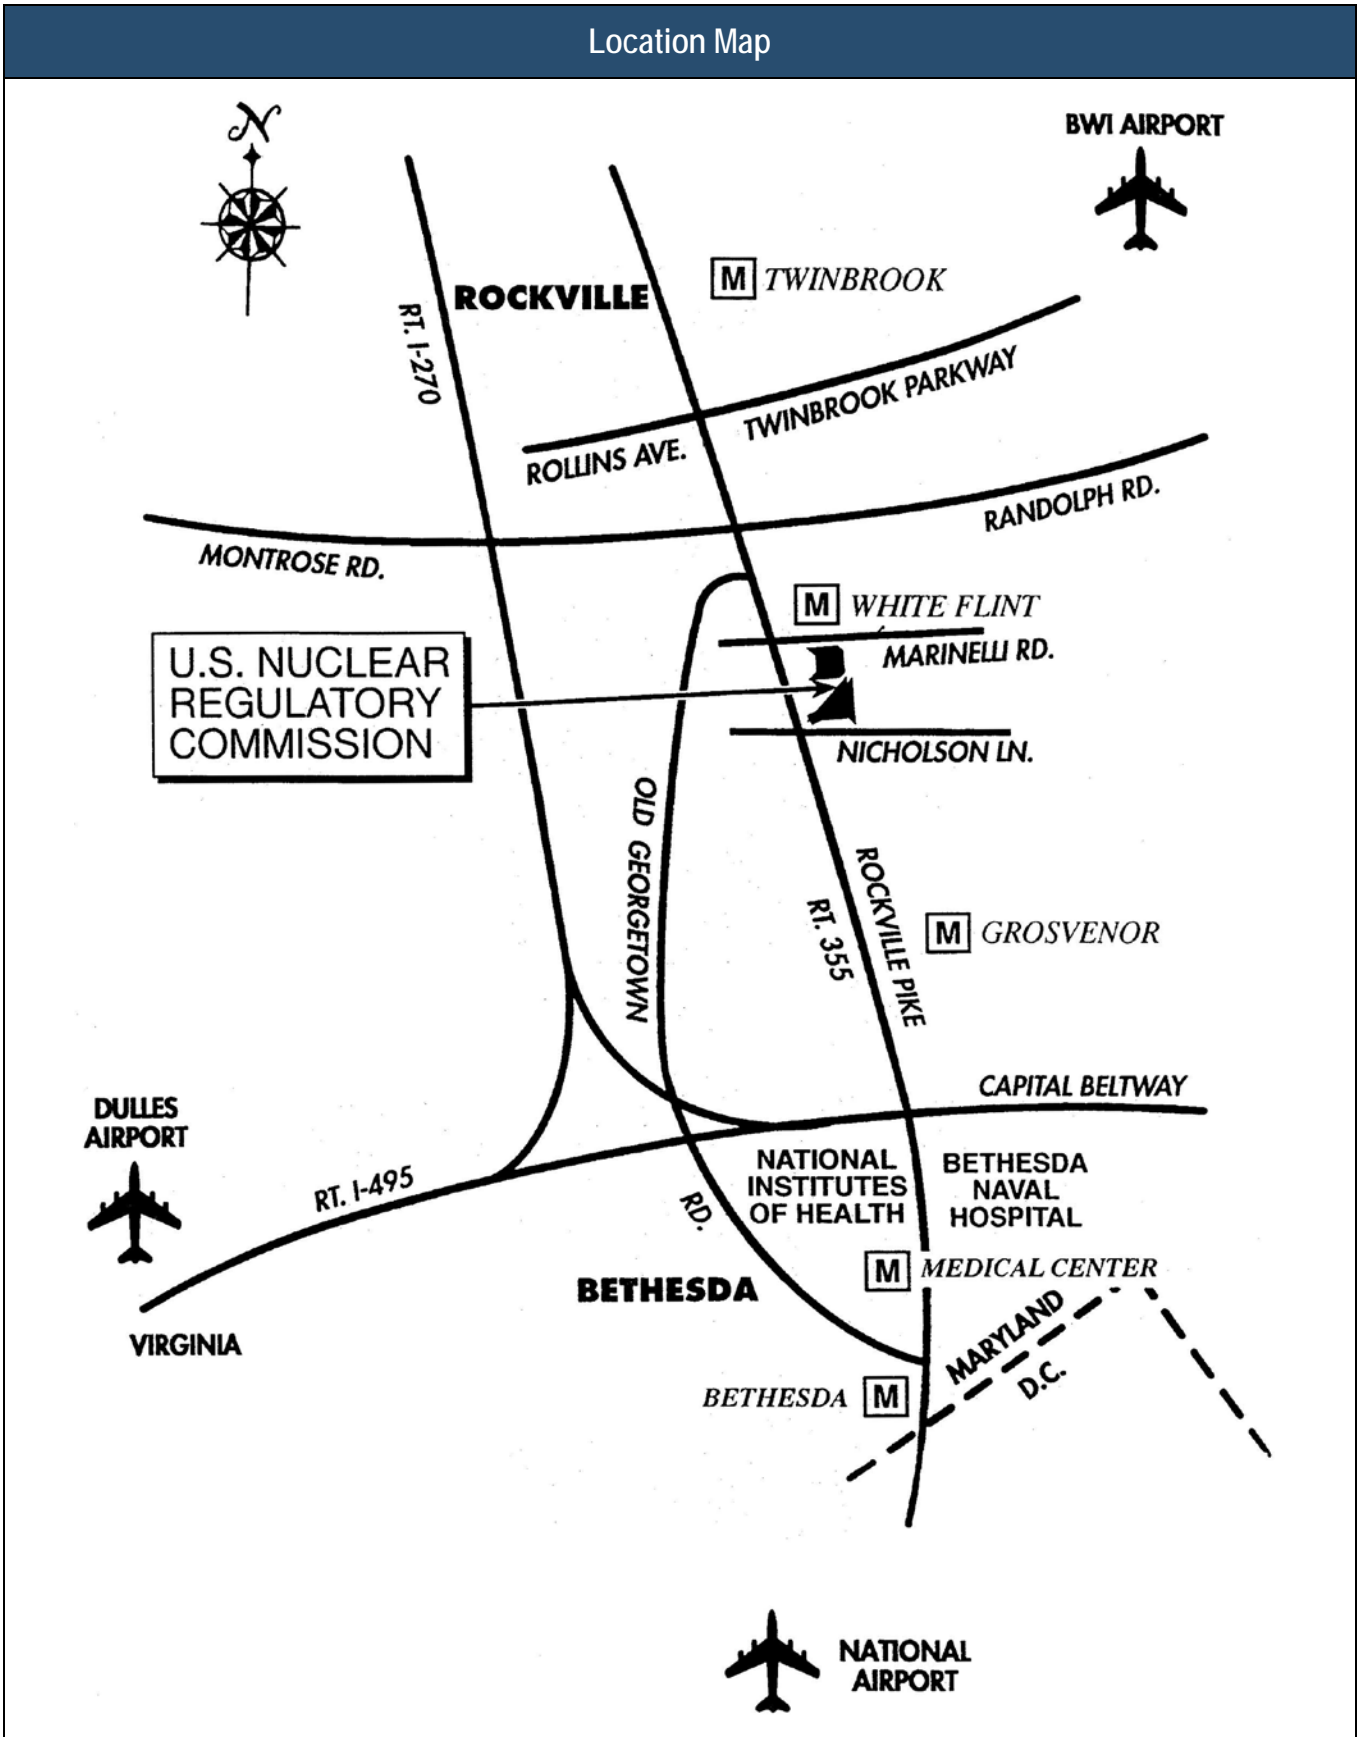 Location Map
N
BWI AIRPORT
M TWINBROOK
ROCKVILLE
RT. I-270
TWINBROOK PARKWAY
ROLLINS AVE.
RANDOLPH RD.
MONTROSE RD.
M WHITE FLINT
MARINELLI RD.
U.S. NUCLEAR
REGULATORY
COMMISSION
NICHOLSON LN.
OLD GEORGETOWN
RD.
ROCKVILLE PIKE
RT. 355
M GROSVENOR
CAPITAL BELTWAY
DULLES
AIRPORT
RT. I-495
NATIONAL
INSTITUTES
OF HEALTH
BETHESDA
NAVAL
HOSPITAL
M MEDICAL CENTER
BETHESDA
VIRGINIA
MARYLAND
D.C.
BETHESDA M
NATIONAL
AIRPORT